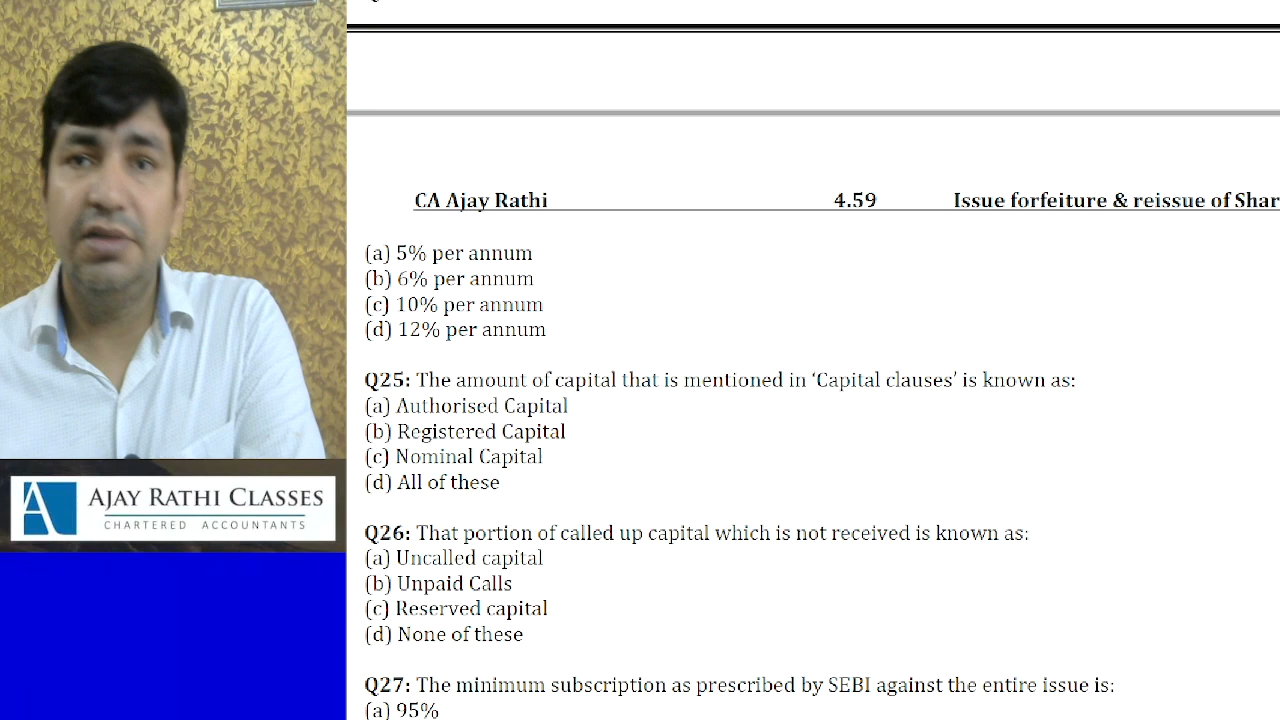 CA Ajay Rathi 4.59 Issue forfeiture & reissue of Shar
(a) 5% per annum
(b) 6% per annum
(c) 10% per annum
(d) 12% per annum
Q25: The amount of capital that is mentioned in ‘Capital clauses’ is known as:
(a) Authorised Capital
(b) Registered Capital
(c) Nominal Capital
(d) All of these
Q26: That portion of called up capital which is not received is known as:
(a) Uncalled capital
(b) Unpaid Calls
(c) Reserved capital
(d) None of these
Q27: The minimum subscription as prescribed by SEBI against the entire issue is:
(a) 95%
AJAY RATHI CLASSES
CHARTERED ACCOUNTANTS